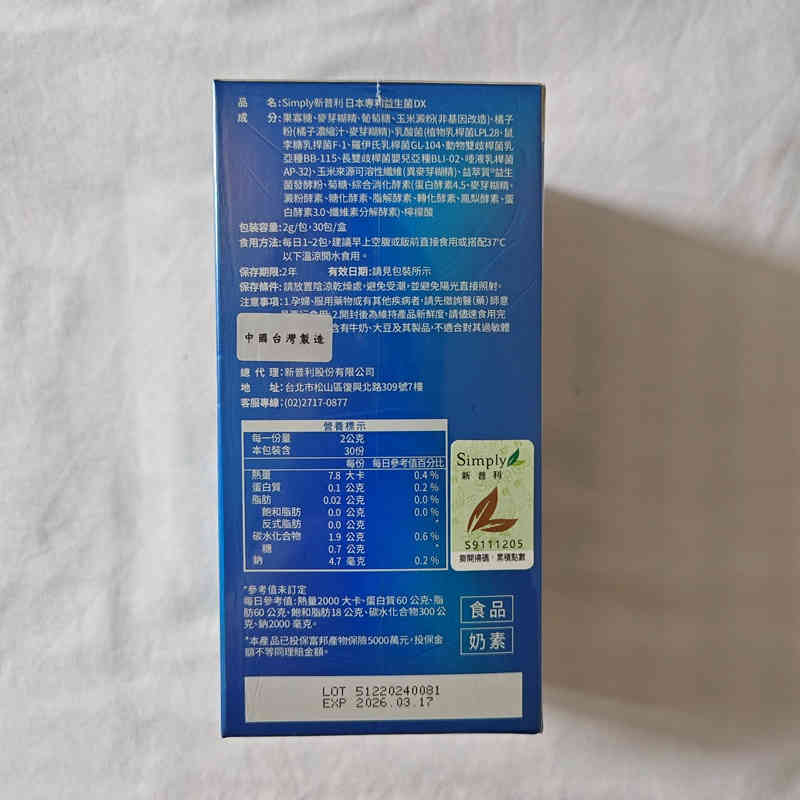 品 名:Simply新普利 日本專利益生菌DX
成 分:果寡糖、麥芽糊精、葡萄糖、玉米澱粉(非基因改造)、橘子
粉(橘子濃縮汁、麥芽糊精)、乳酸菌(植物乳桿菌LPL28、鼠
李糖乳桿菌F-1、羅伊氏乳桿菌GL-104、動物雙歧桿菌乳
亞種BB-115、長雙歧桿菌嬰兒亞種BLI-02、唾液乳桿菌
AP-32)、玉米來源可溶性纖維(異麥芽糊精)、益萃質®益生
菌發酵粉、菊糖、綜合消化酵素(蛋白酵素4.5、麥芽糊精、
澱粉酵素、糖化酵素、脂解酵素、轉化酵素、鳳梨酵素、蛋
白酵素3.0、纖維素分解酵素)、檸檬酸
包裝容量:2g/包,30包/盒
食用方法:每日1~2包,建議早上空腹或飯前直接食用或搭配37℃
以下溫涼開水食用。
保存期限:2年 有效日期:請見包裝所示
保存條件:請放置陰涼乾燥處,避免受潮,並避免陽光直接照射。
注意事項:1.孕婦、服用藥物或有其他疾病者,請先徵詢醫(藥)師意
2.開封後為維持產品新鮮度,請儘速食用完
含有牛奶、大豆及其製品,不適合對其過敏體
中國台灣製造
總 代 理:新普利股份有限公司
地 址:台北市松山區復興北路309號7樓
客服專線:(02)2717-0877
營養標示
每一份量 2公克
本包裝含 30份
每份 每日參考值百分比
熱量 7.8 大卡 0.4 %
蛋白質 0.1 公克 0.2 %
脂肪 0.02 公克 0.0 %
飽和脂肪 0.0 公克 0.0 %
反式脂肪 0.0 公克 *
碳水化合物 1.9 公克 0.6 %
糖 0.7 公克 *
鈉 4.7 毫克 0.2 %
Simply
新普利
S9111205
撕開掃碼,累積點數
*參考值未訂定
每日參考值:熱量2000 大卡、蛋白質60 公克、脂
肪60 公克、飽和脂肪18 公克、碳水化合物300 公
克、鈉2000 毫克。
*本產品已投保富邦產物保險5000萬元,投保金
額不等同理賠金額。
食品
奶素
LOT 51220240081
EXP 2026.03.17